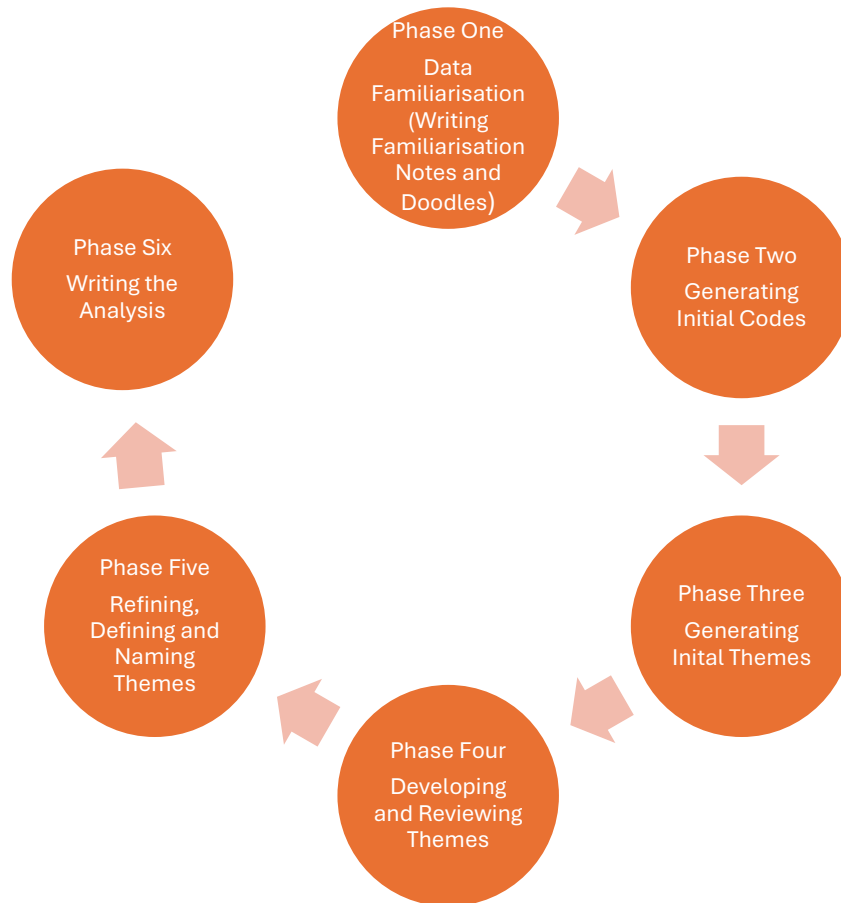 Phase One
Data
Familiarisation
(Writing
Familiarisation
Notes and
Doodles)
Phase Two
Generating
Initial Codes
Phase Three
Generating
Inital Themes
Phase Four
Developing
and Reviewing
Themes
Phase Five
Refining,
Defining and
Naming
Themes
Phase Six
Writing the
Analysis